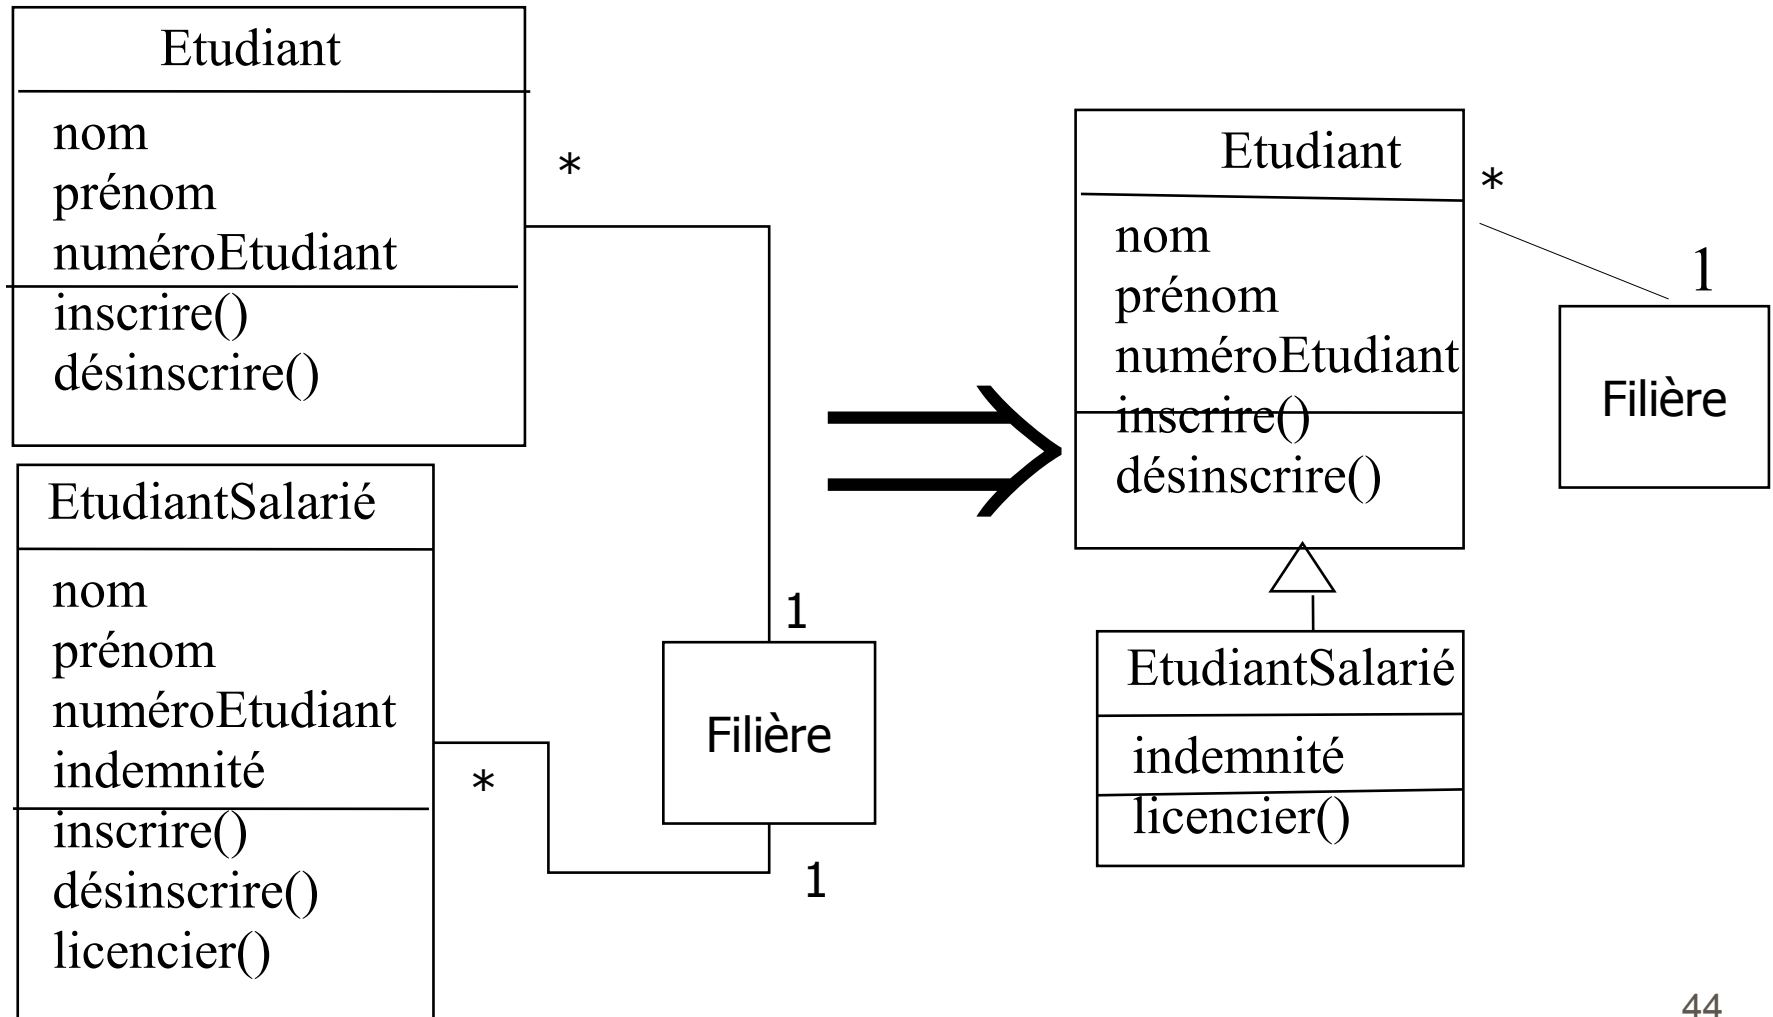 Etudiant
nom
prénom
numéroEtudiant
inscrire()
désinscrire()
*
EtudiantSalarié
nom
prénom
numéroEtudiant
indemnité
inscrire()
désinscrire()
licencier()
*
1
Filière
1
Etudiant
nom
prénom
numéroEtudiant
inscrire()
désinscrire()
*
1
Filière
EtudiantSalarié
indemnité
licencier()
44